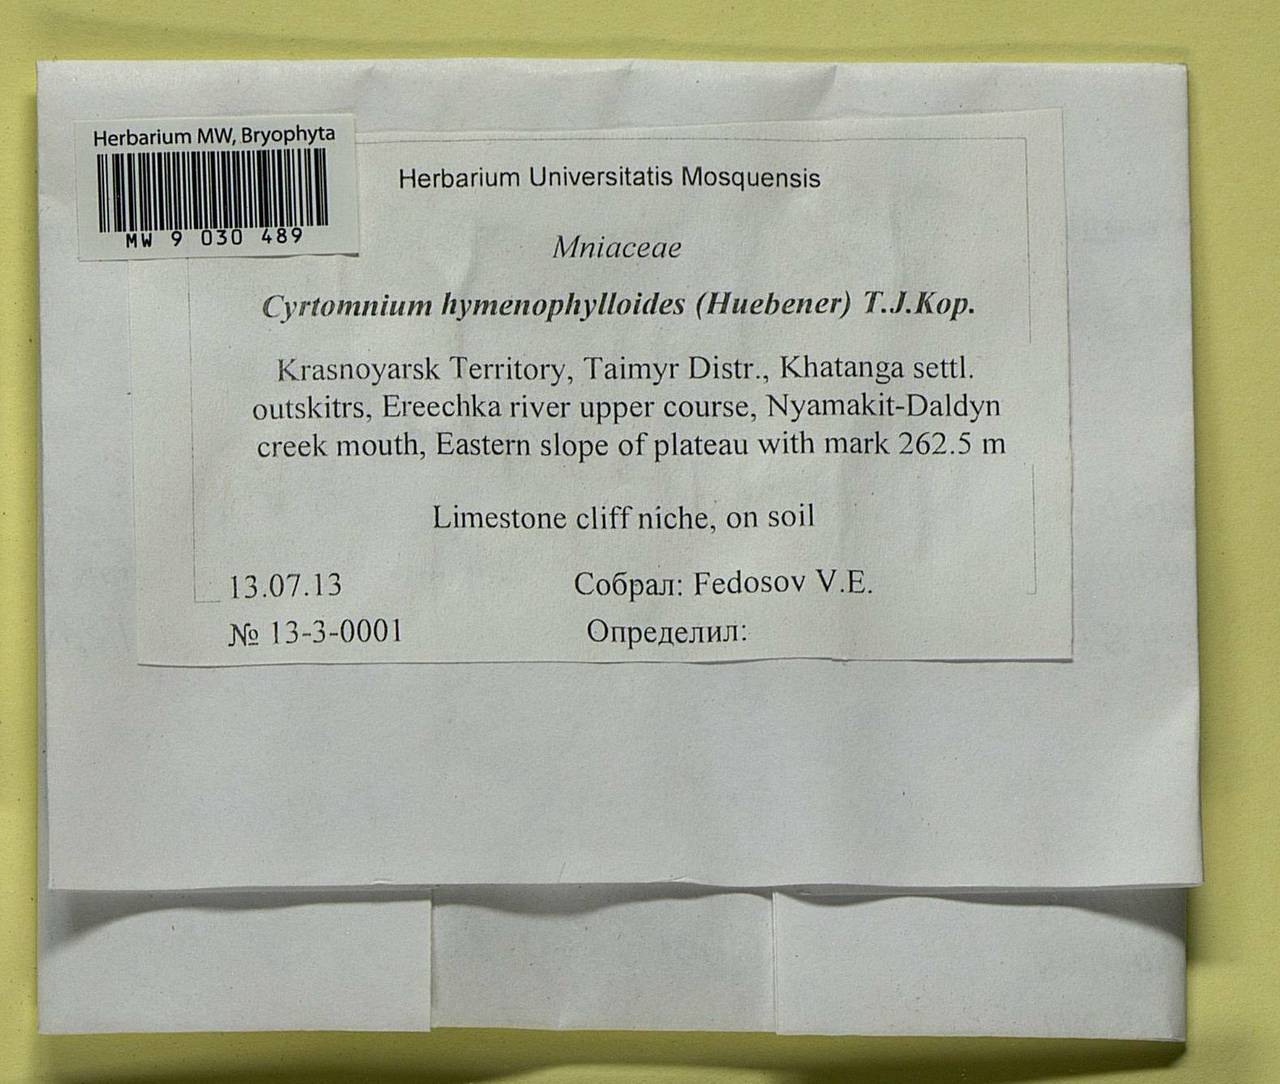 Herbarium MW, Bryophyta
MW 9 030 489
Herbarium Universitatis Mosquensis
Mniaceae
Cyrtomnium hymenophylloides (Huebener) T.J.Kop.
Krasnoyarsk Territory, Taimyr Distr., Khatanga settl.
outskitrs, Ereechka river upper course, Nyamakit-Daldyn
creek mouth, Eastern slope of plateau with mark 262.5 m
Limestone cliff niche, on soil
13.07.13 Собрал: Fedosov V.E.
№ 13-3-0001 Определил: